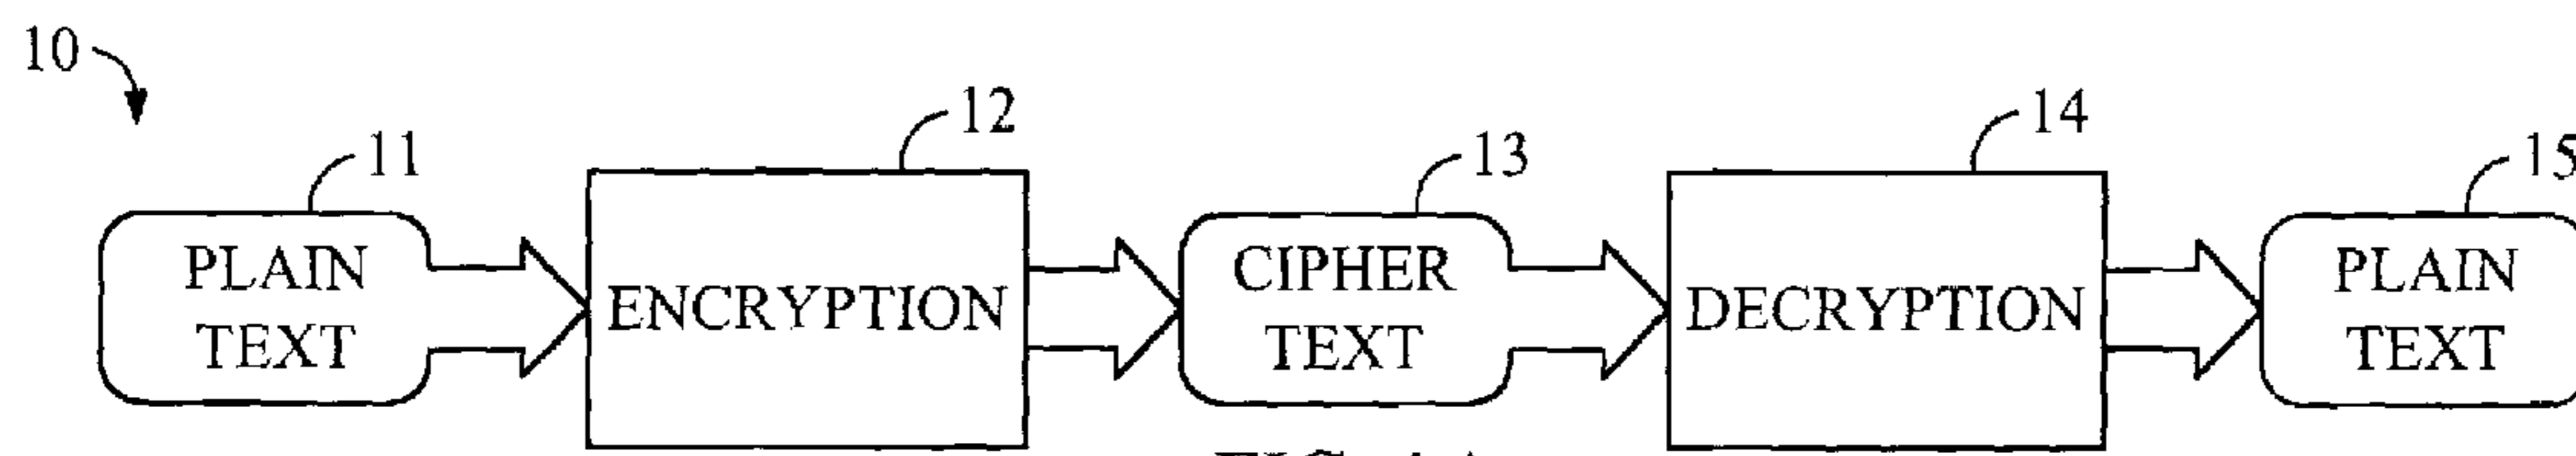 10
11
12
13
14
15
PLAIN
TEXT
ENCRYPTION
CIPHER
TEXT
DECRYPTION
PLAIN
TEXT